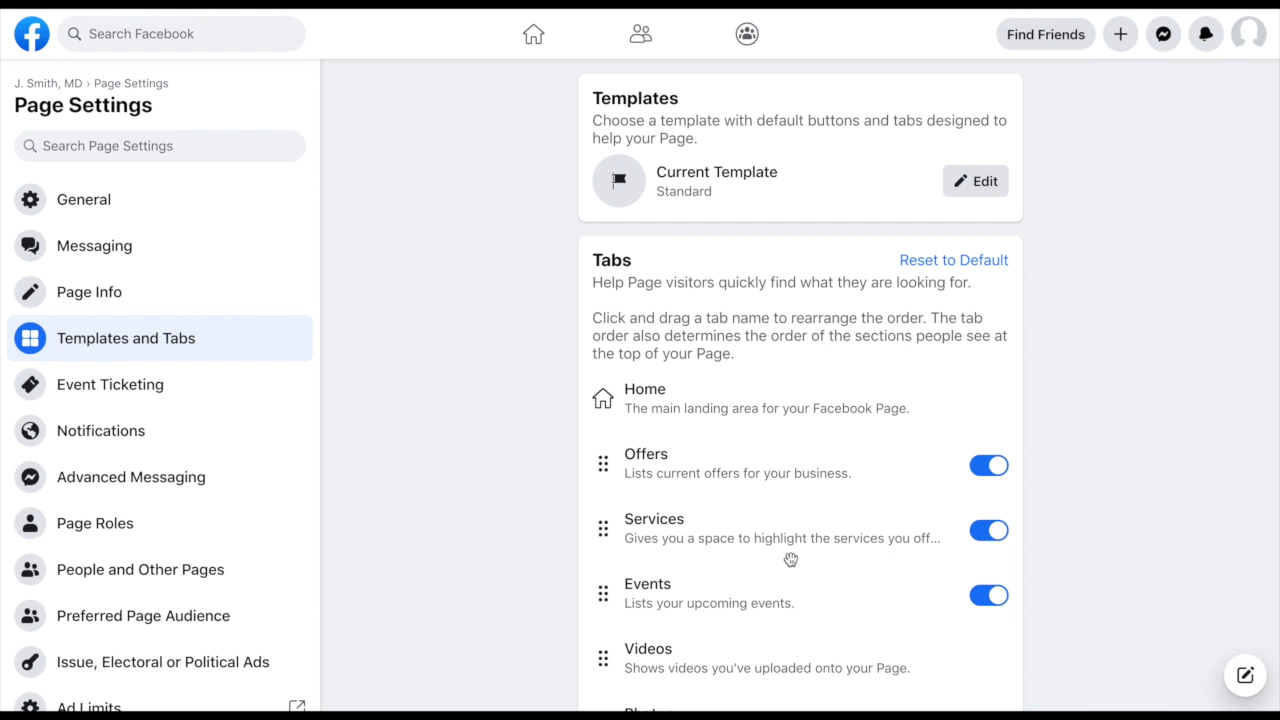 Search Facebook
Find Friends
J. Smith, MD › Page Settings
Page Settings
Search Page Settings
General
Messaging
Page Info
Templates and Tabs
Event Ticketing
Notifications
Advanced Messaging
Page Roles
People and Other Pages
Preferred Page Audience
Issue, Electoral or Political Ads
Ad Limits
Templates
Choose a template with default buttons and tabs designed to
help your Page.
Current Template
Standard
Edit
Tabs
Reset to Default
Help Page visitors quickly find what they are looking for.
Click and drag a tab name to rearrange the order. The tab
order also determines the order of the sections people see at
the top of your Page.
Home
The main landing area for your Facebook Page.
Offers
Lists current offers for your business.
Services
Gives you a space to highlight the services you off...
Events
Lists your upcoming events.
Videos
Shows videos you've uploaded onto your Page.